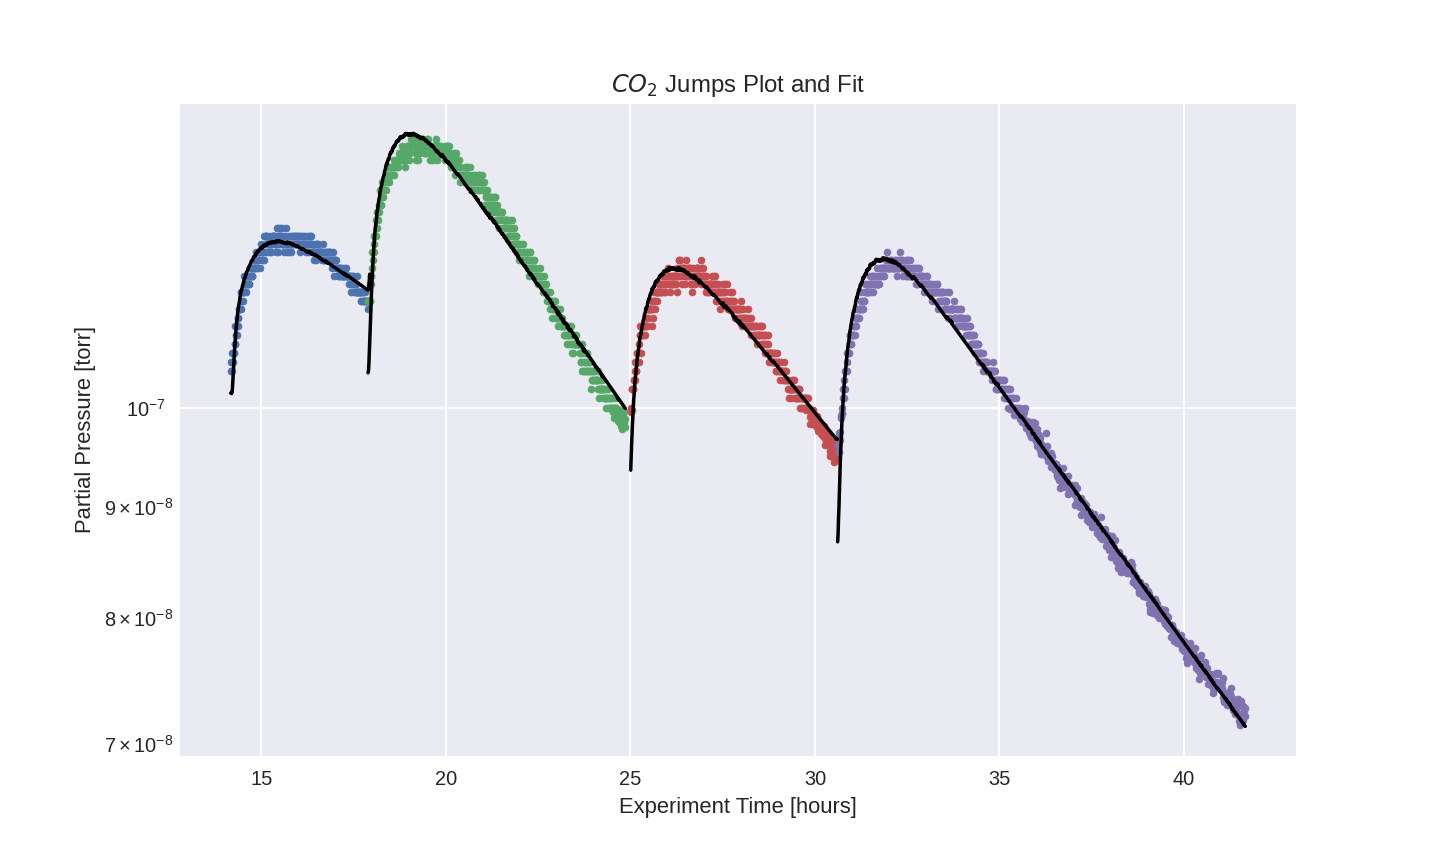 CO₂ Jumps Plot and Fit
Partial Pressure [torr]
10⁻⁷
9 × 10⁻⁸
8 × 10⁻⁸
7 × 10⁻⁸
15 20 25 30 35 40
Experiment Time [hours]